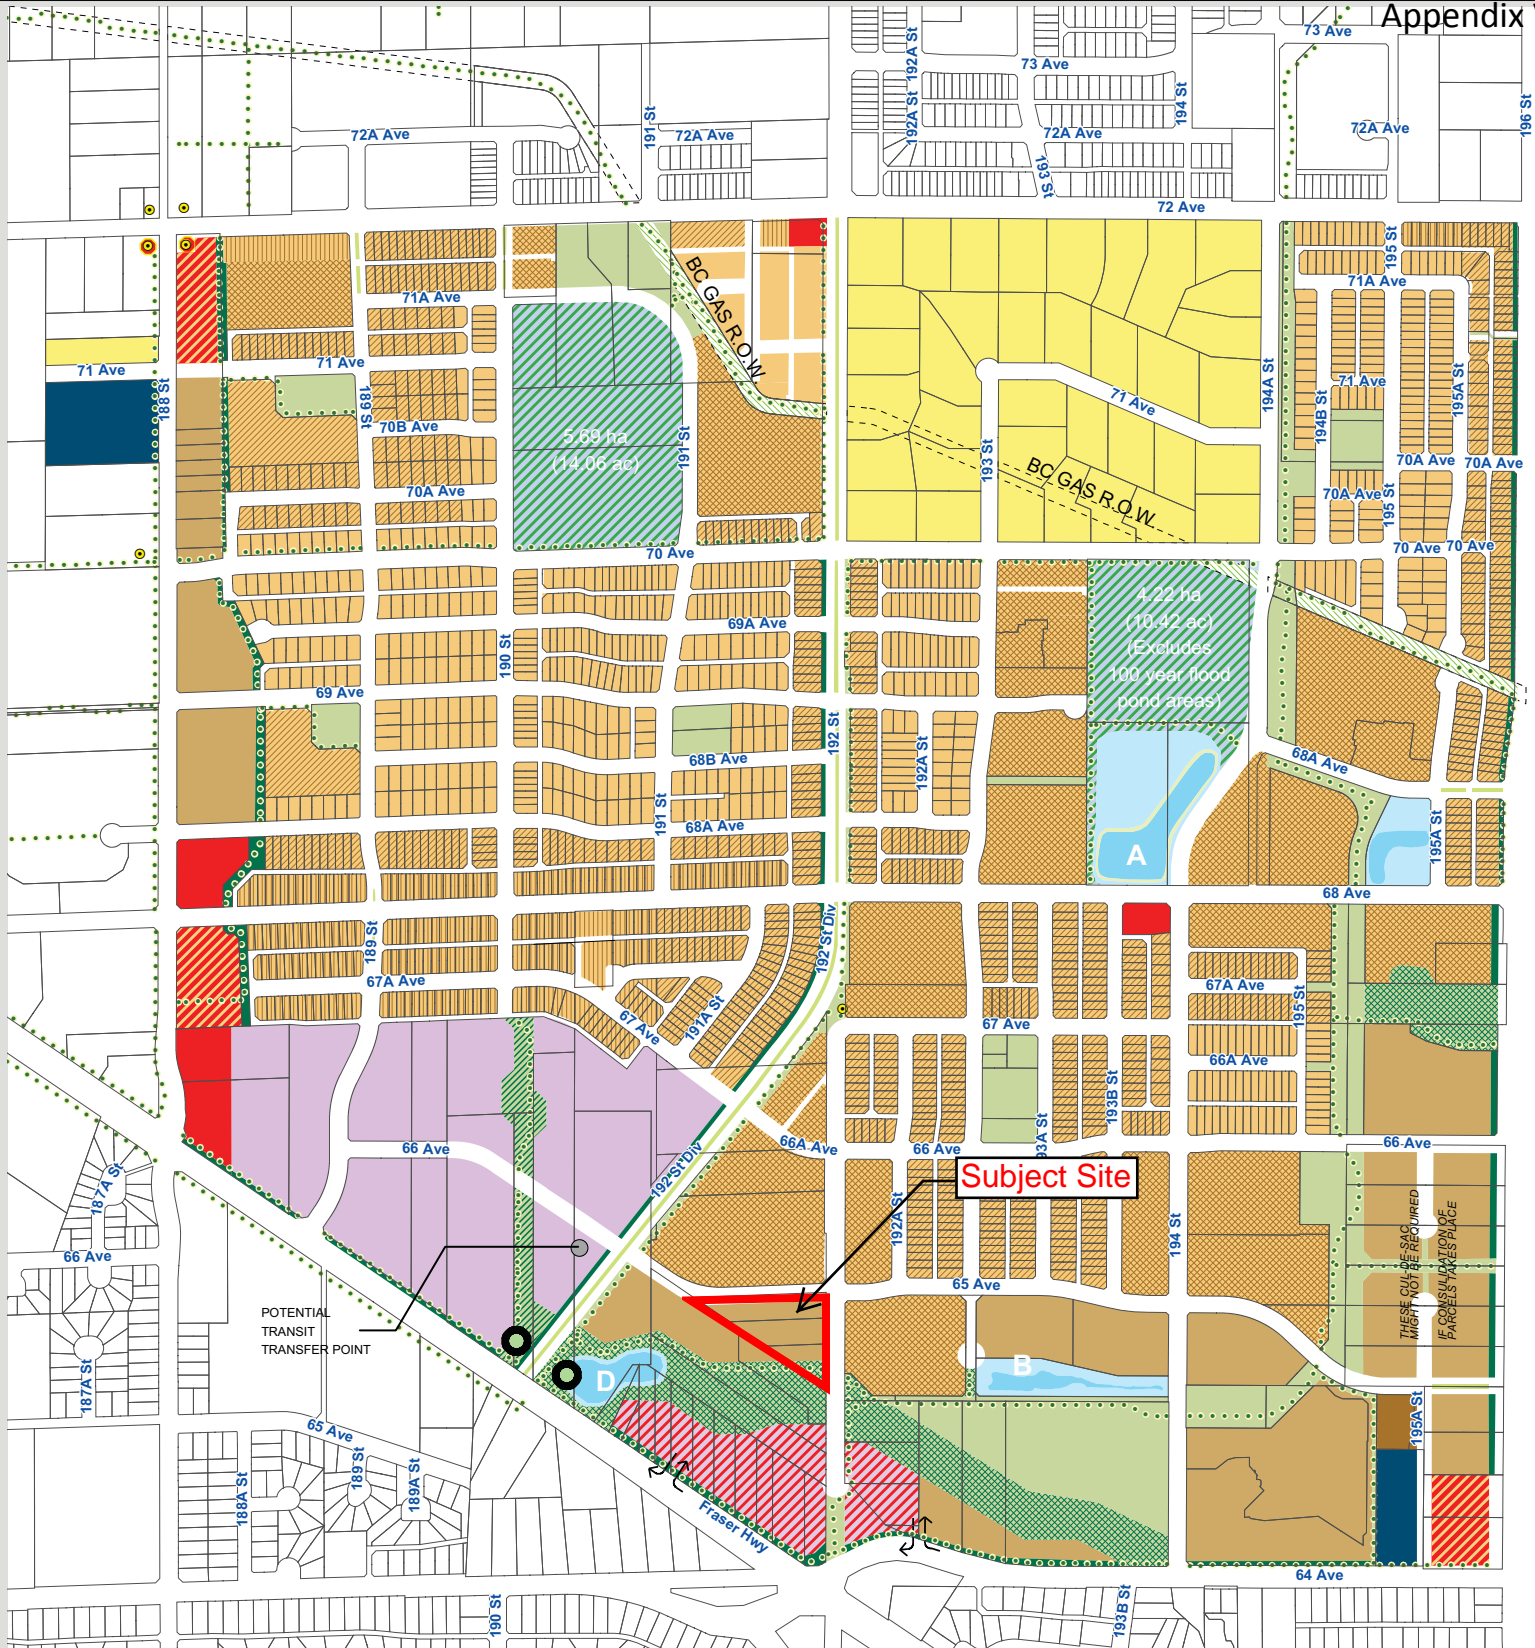 Appendix
73 Ave
192A St
73 Ave
194 St
196 St
192A St
191 St
72A Ave
72A Ave
72A Ave
72A Ave
193 St
72 Ave
195 St
BC GAS R.O.W
71A Ave
71A Ave
71 Ave
71 Ave
188 St
189 St
71 Ave
194A St
71 Ave
195A St
194B St
70B Ave
5.69 ha
(14.06 ac)
191 St
193 St
BC GAS R.O.W.
70A Ave
70A Ave
70A Ave
70A Ave
195 St
70 Ave
70 Ave
70 Ave
4.22 ha
(10.42 ac)
(Excludes
100 year flood
pond areas)
69A Ave
190 St
69 Ave
192 St
68B Ave
192A St
68A Ave
191 St
68A Ave
195A St
A
68 Ave
189 St
192 St Div
67A Ave
67A Ave
195 St
191A St
67 Ave
67 Ave
66A Ave
193B St
66 Ave
66A Ave
66 Ave
93A St
66 Ave
192 St Div
Subject Site
187A St
192A St
194 St
66 Ave
THESE CUL-DE-SAC
MIGHT NOT BE REQUIRED
IF CONSULIDATION OF
PARCELS TAKES PLACE
65 Ave
POTENTIAL
TRANSIT
TRANSFER POINT
187A St
D
B
195A St
65 Ave
189 St
189A St
188A St
Fraser Hwy
64 Ave
190 St
193B St